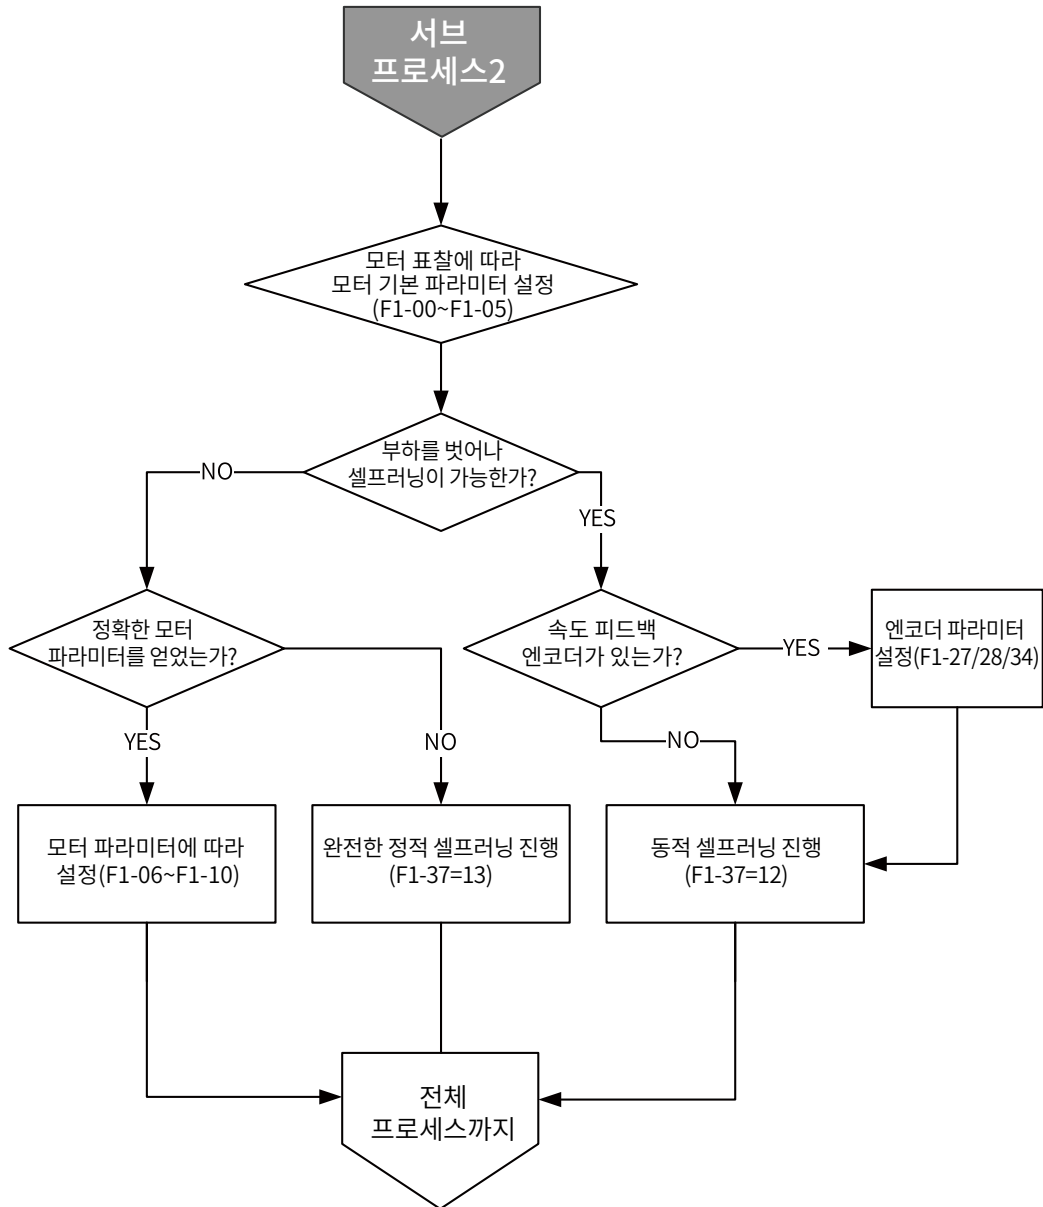 서브
프로세스2
모터 표찰에 따라
모터 기본 파라미터 설정
(F1-00~F1-05)
부하를 벗어나
셀프러닝이 가능한가?
NO
YES
정확한 모터
파라미터를 얻었는가?
속도 피드백
엔코더가 있는가?
YES
엔코더 파라미터
설정(F1-27/28/34)
YES
NO
NO
모터 파라미터에 따라
설정(F1-06~F1-10)
완전한 정적 셀프러닝 진행
(F1-37=13)
동적 셀프러닝 진행
(F1-37=12)
전체
프로세스까지